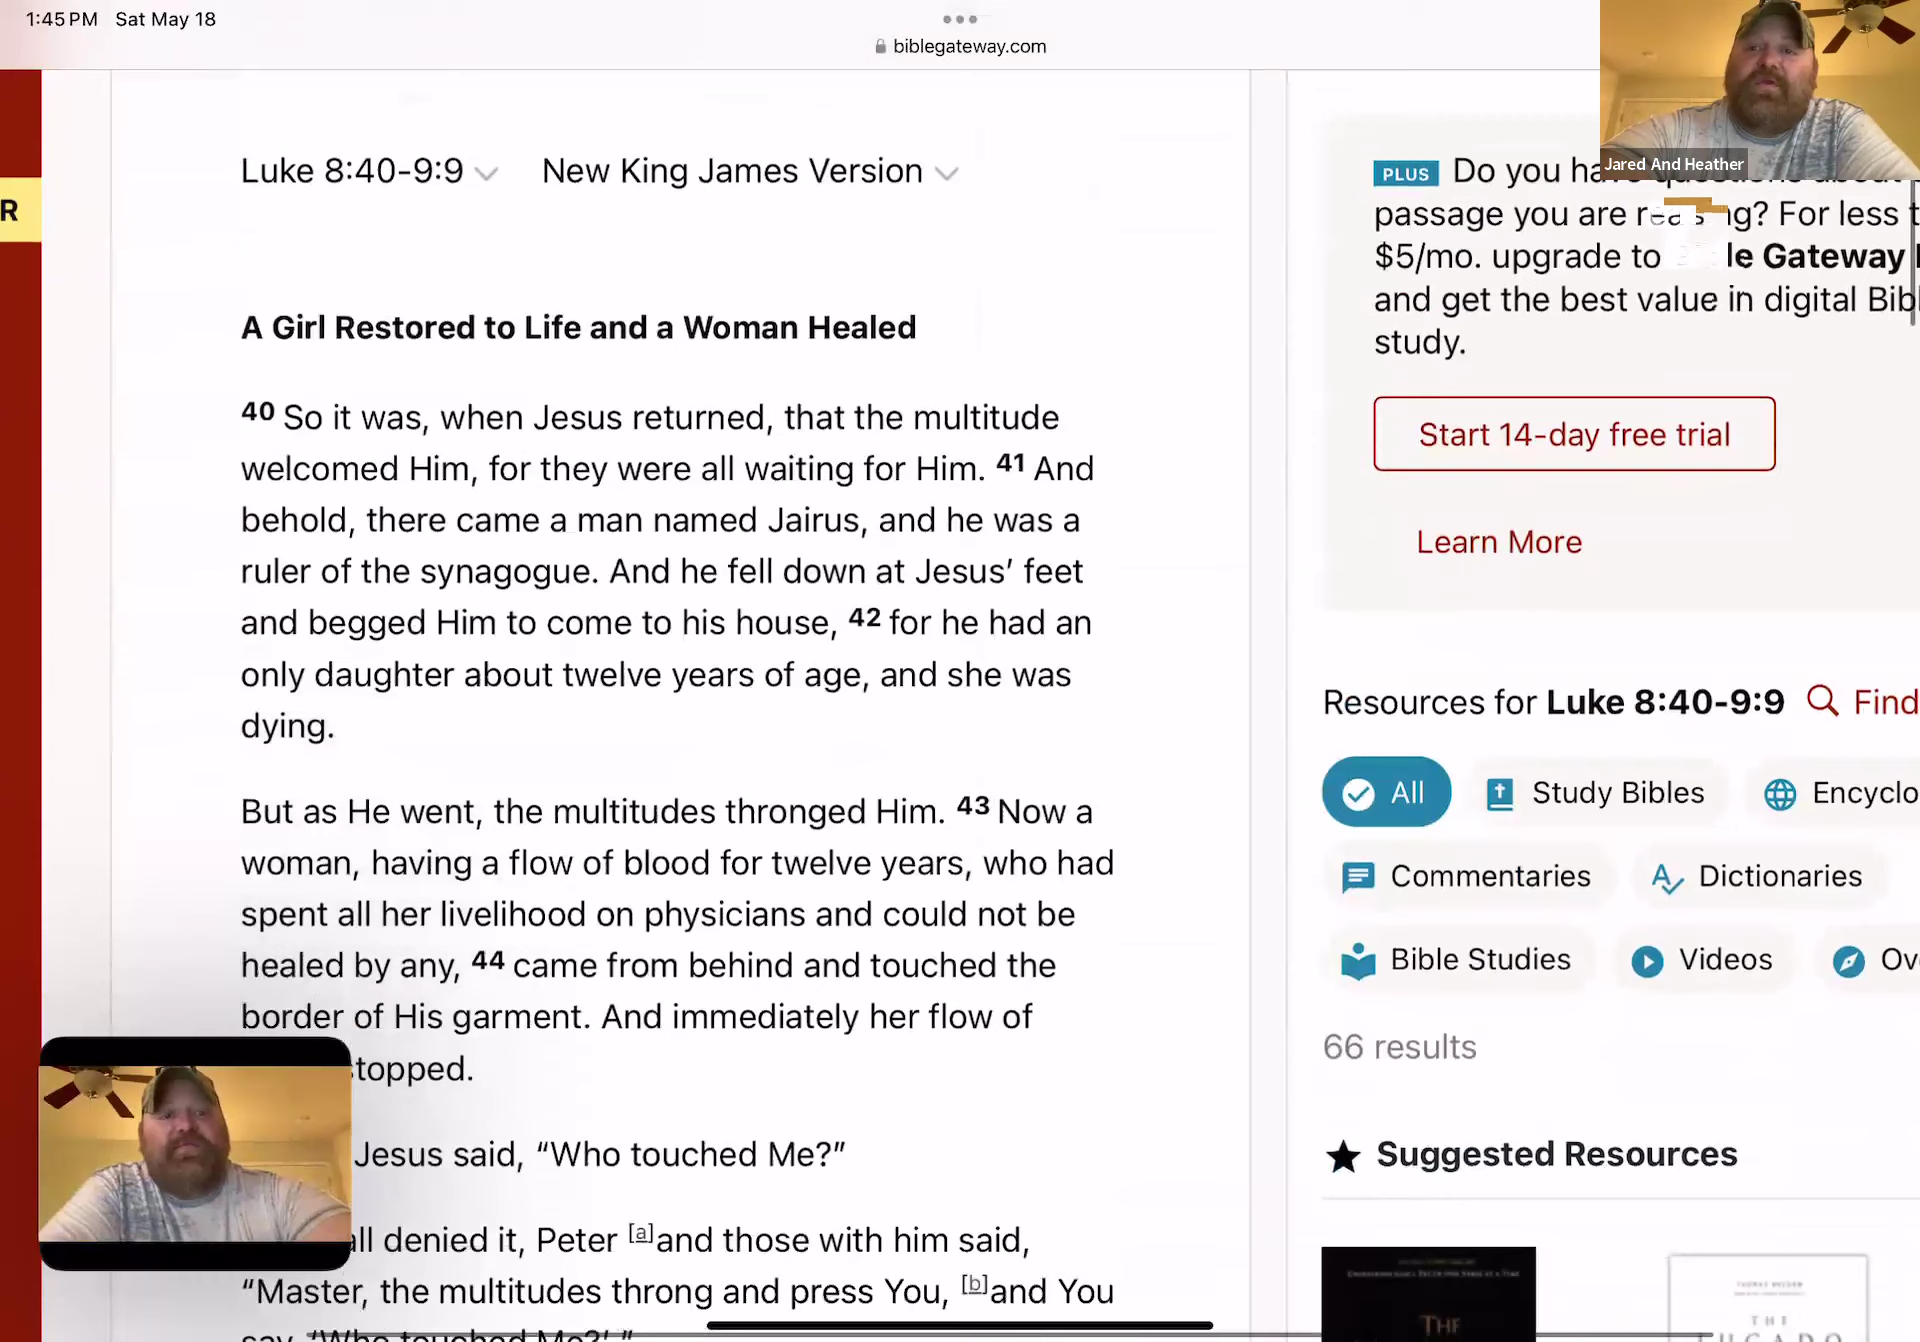 1:45 PM Sat May 18
biblegateway.com
R
Luke 8:40-9:9 New King James Version
A Girl Restored to Life and a Woman Healed
40 So it was, when Jesus returned, that the multitude
welcomed Him, for they were all waiting for Him. 41 And
behold, there came a man named Jairus, and he was a
ruler of the synagogue. And he fell down at Jesus’ feet
and begged Him to come to his house, 42 for he had an
only daughter about twelve years of age, and she was
dying.
But as He went, the multitudes thronged Him. 43 Now a
woman, having a flow of blood for twelve years, who had
spent all her livelihood on physicians and could not be
healed by any, 44 came from behind and touched the
border of His garment. And immediately her flow of
topped.
Jesus said, “Who touched Me?”
all denied it, Peter [a]and those with him said,
“Master, the multitudes throng and press You, [b]and You
say, ‘Who touched Me?’ ”
Jared And Heather
PLUS Do you
passage you are For less
$5/mo. upgrade to le Gateway
and get the best value in digital Bib
study.
Start 14-day free trial
Learn More
Resources for Luke 8:40-9:9 Find
All Study Bibles Encyclo
Commentaries Dictionaries
Bible Studies Videos Ov
66 results
Suggested Resources
THE
THE